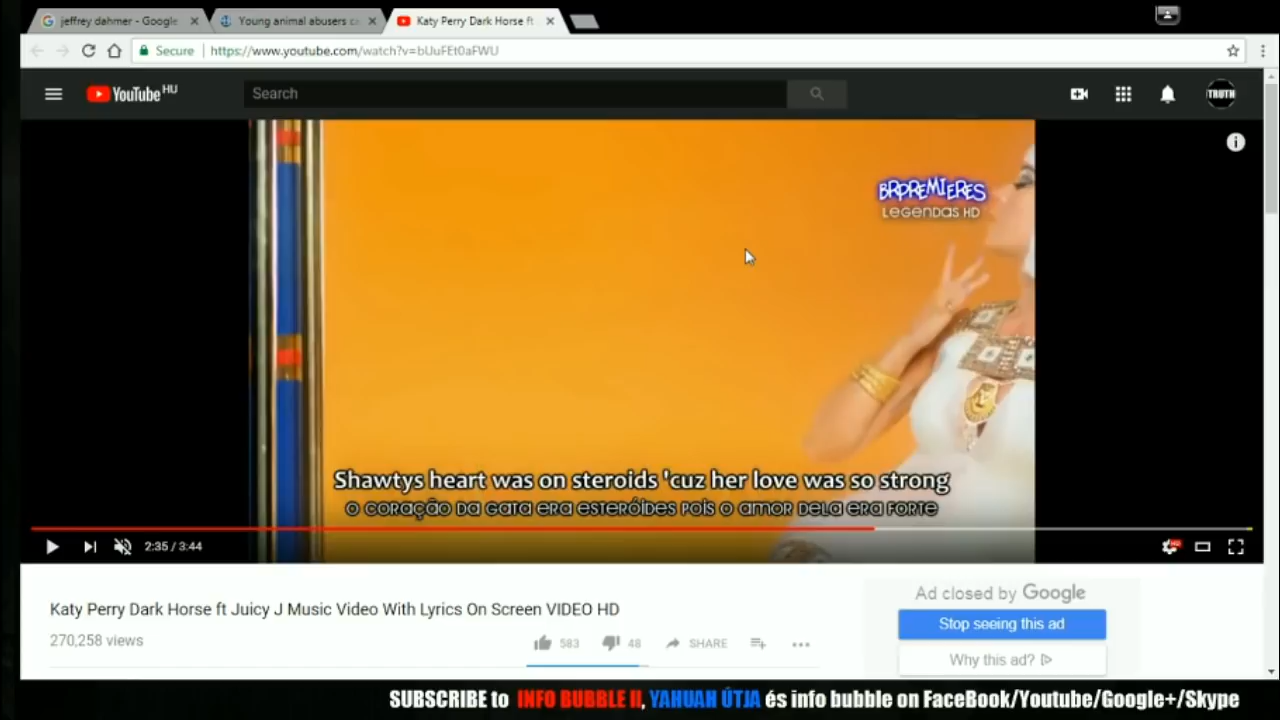 jeffrey dahmer - Google
Young animal abusers ca
Katy Perry Dark Horse ft
Secure
https://www.youtube.com/watch?v=bUuFEt0aFWU
YouTube HU
Search
TRUTH
BRPREMIERES
LEGENDAS HD
Shawtys heart was on steroids 'cuz her love was so strong
O CORAÇÃO DA GATA ERA ESTERÓIDES POIS O AMOR DELA ERA FORTE
2:35 / 3:44
HD
Katy Perry Dark Horse ft Juicy J Music Video With Lyrics On Screen VIDEO HD
270,258 views
583
48
SHARE
Ad closed by Google
Stop seeing this ad
Why this ad?
SUBSCRIBE to INFO BUBBLE II, YAHUAH ÚTJA és info bubble on FaceBook/Youtube/Google+/Skype